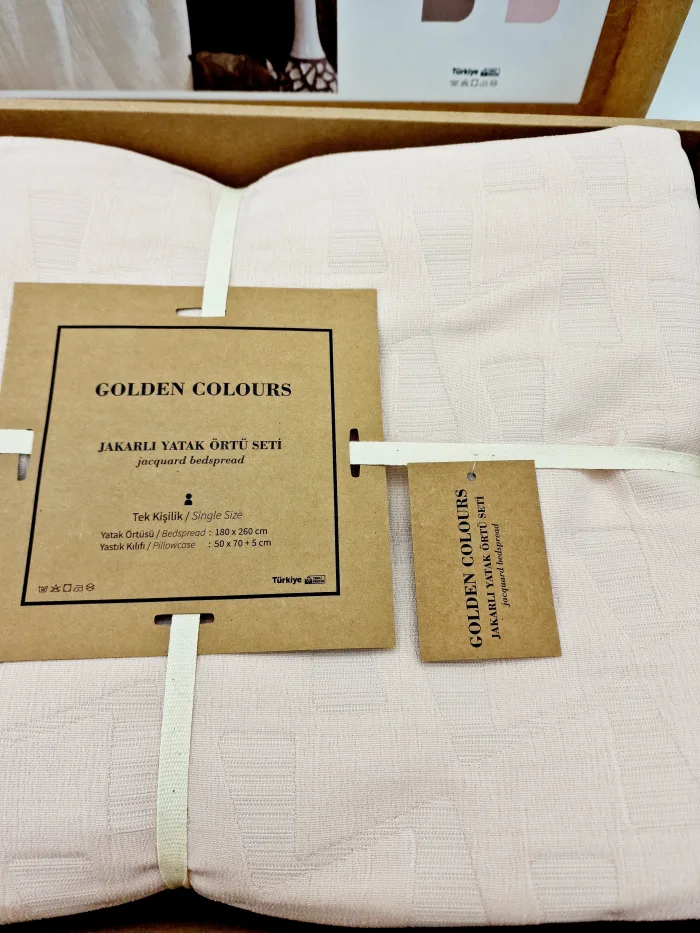 Türkiye
GOLDEN COLOURS
JAKARLI YATAK ÖRTÜ SETİ
jacquard bedspread
Tek Kişilik / Single Size
Yatak Örtüsü / Bedspread : 180 x 260 cm
Yastık Kılıfı / Pillowcase : 50 x 70 + 5 cm
Türkiye
GOLDEN COLOURS
JAKARLI YATAK ÖRTÜ SETİ
jacquard bedspread